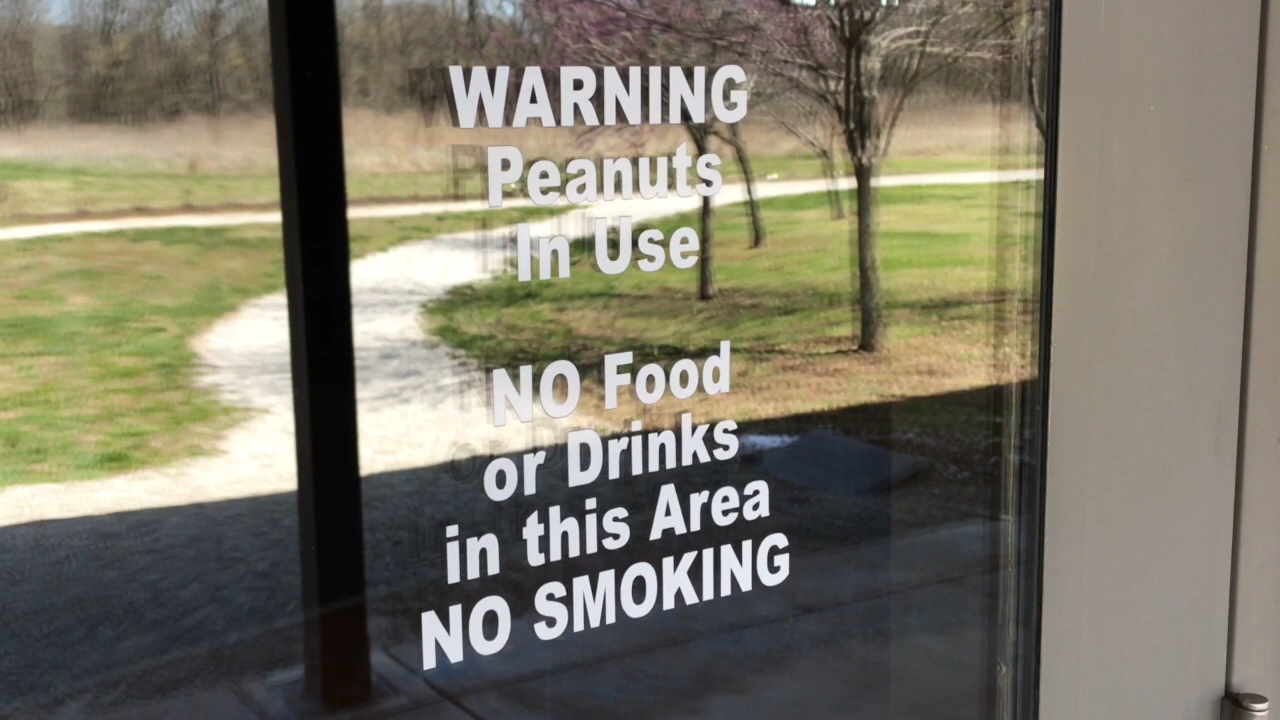 WARNING
Peanuts
In Use
NO Food
or Drinks
in this Area
NO SMOKING